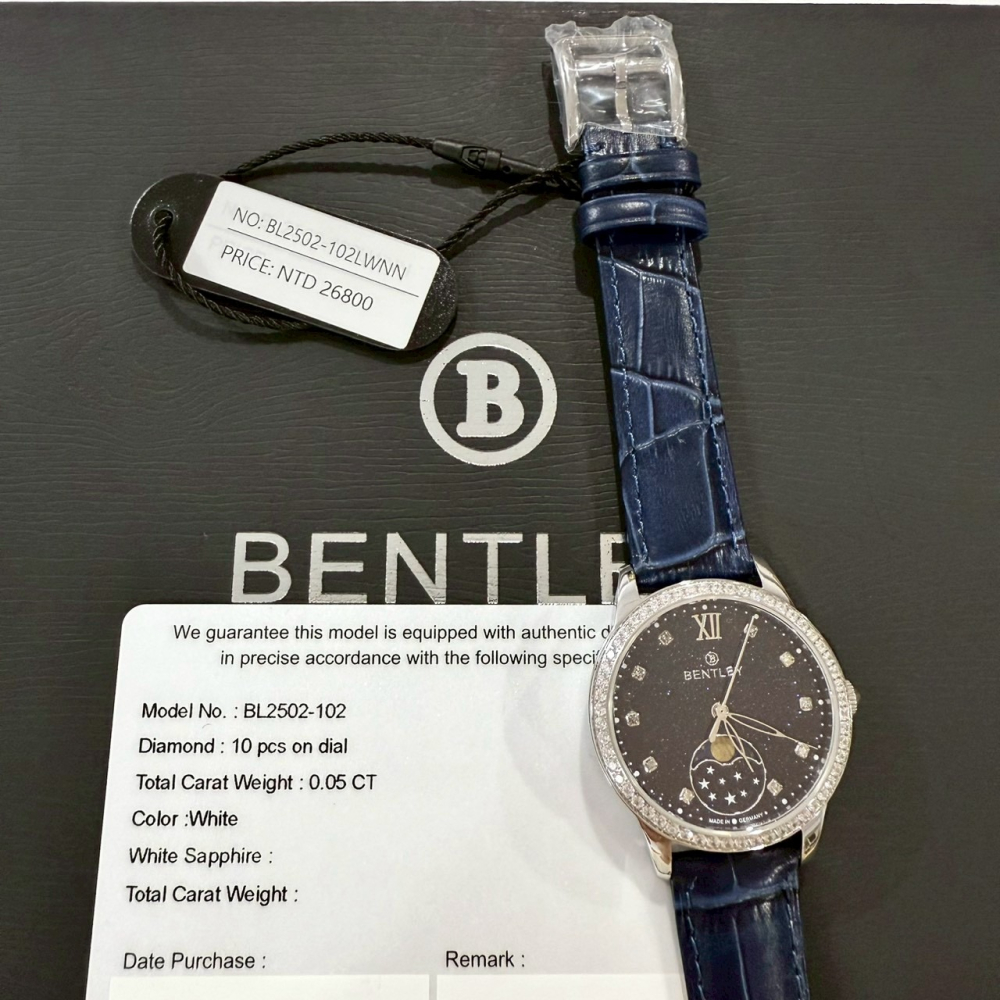 NO: BL2502-102LWNN
PRICE: NTD 26800
B
BENTLE
We guarantee this model is equipped with authentic d
in precise accordance with the following specif
Model No. : BL2502-102
Diamond : 10 pcs on dial
Total Carat Weight : 0.05 CT
Color :White
White Sapphire :
Total Carat Weight :
Date Purchase :
Remark :
XII
B
BENTLEY
MADE IN B GERMANY